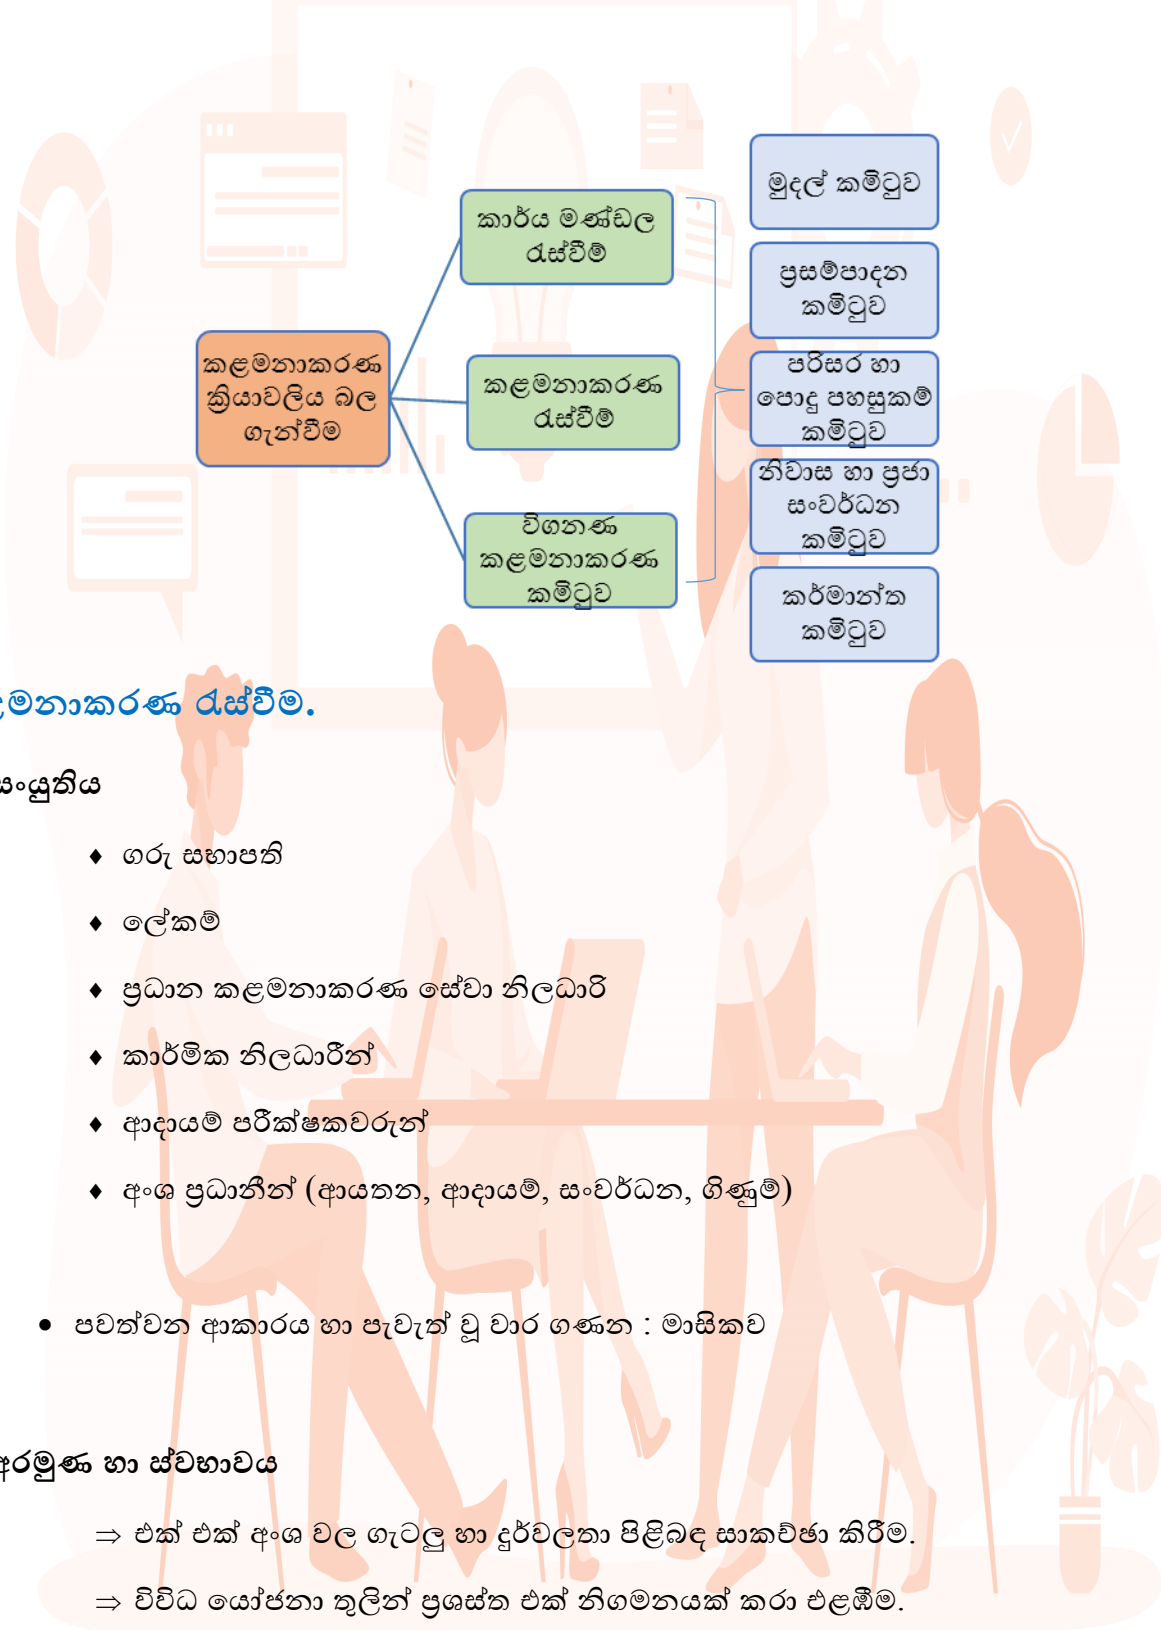 මුදල් කමිටුව
කාර්ය මණ්ඩල
රැස්වීම්
ප්‍රසම්පාදන
කමිටුව
කළමනාකරණ
ක්‍රියාවලිය බල
ගැන්වීම
කළමනාකරණ
රැස්වීම්
පරිසර හා
පොදු පහසුකම්
කමිටුව
නිවාස හා ප්‍රජා
සංවර්ධන
කමිටුව
විගනණ
කළමනාකරණ
කමිටුව
කර්මාන්ත
කමිටුව
ළමනාකරණ රැස්වීම.
සංයුතිය
♦ ගරු සභාපති
♦ ලේකම්
♦ ප්‍රධාන කළමනාකරණ සේවා නිලධාරි
♦ කාර්මික නිලධාරීන්
♦ ආදායම් පරීක්ෂකවරුන්
♦ අංශ ප්‍රධානීන් (ආයතන, ආදායම්, සංවර්ධන, ගිණුම්)
• පවත්වන ආකාරය හා පැවැත් වූ වාර ගණන : මාසිකව
අරමුණ හා ස්වභාවය
⇒ එක් එක් අංශ වල ගැටලු හා දුර්වලතා පිළිබඳ සාකච්ඡා කිරීම.
⇒ විවිධ යෝජනා තුලින් ප්‍රශස්ත එක් නිගමනයක් කරා එළඹීම.